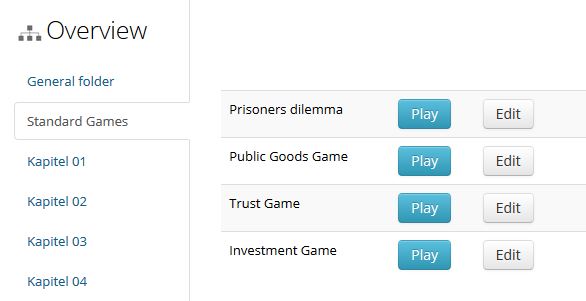 Overview
General folder
Standard Games
Kapitel 01
Kapitel 02
Kapitel 03
Kapitel 04
Prisoners dilemma Play Edit
Public Goods Game Play Edit
Trust Game Play Edit
Investment Game Play Edit